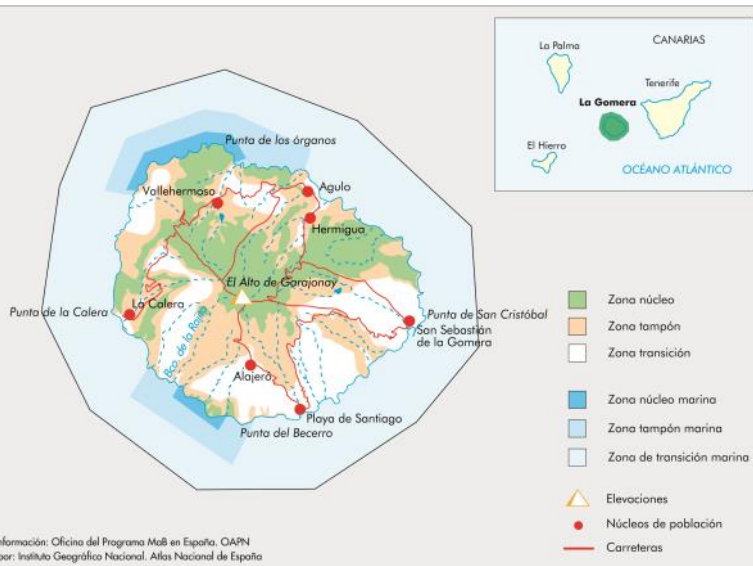 CANARIAS
La Palma
Tenerife
La Gomera
El Hierro
OCÉANO ATLÁNTICO
Punta de los órganos
Vallehermoso
Agulo
Hermigua
El Alto de Garajonay
Punta de la Calera
La Calera
Bco. de la Rajita
Punta de San Cristóbal
San Sebastián
de la Gomera
Alajeró
Playa de Santiago
Punta del Becerro
Zona núcleo
Zona tampón
Zona transición
Zona núcleo marina
Zona tampón marina
Zona de transición marina
Elevaciones
Núcleos de población
Carreteras
nformación: Oficina del Programa MaB en España. OAPN
por: Instituto Geográfico Nacional. Atlas Nacional de España